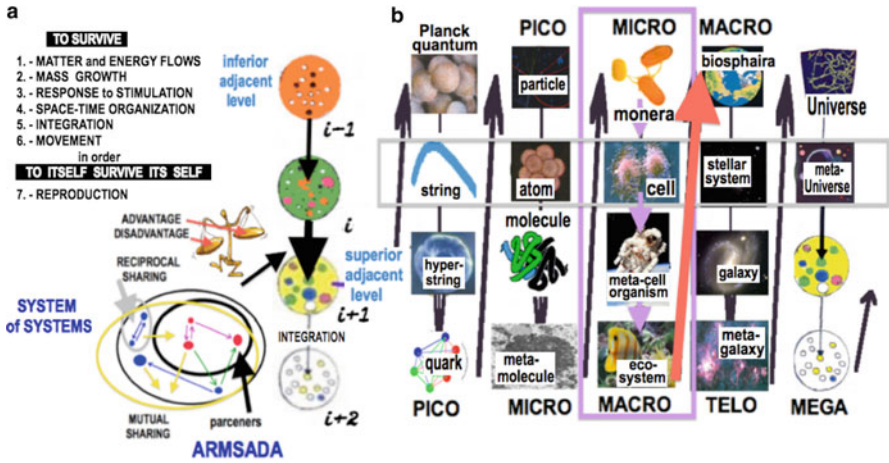 a
TO SURVIVE
1. - MATTER and ENERGY FLOWS
2. - MASS GROWTH
3. - RESPONSE to STIMULATION
4. - SPACE-TIME ORGANIZATION
5. - INTEGRATION
6. - MOVEMENT
in order
TO ITSELF SURVIVE ITS SELF
7. - REPRODUCTION
inferior
adjacent
level
i-1
i
ADVANTAGE
DISADVANTAGE
RECIPROCAL
SHARING
superior
adjacent
level
i+1
SYSTEM
of SYSTEMS
INTEGRATION
i+2
MUTUAL
SHARING
parceners
ARMSADA
b
Planck
quantum
PICO
MICRO
MACRO
particle
monera
biosphaira
Universe
string
atom
cell
stellar
system
meta-
Universe
molecule
hyper-
string
meta-cell
organism
galaxy
quark
meta-
molecule
eco-
system
meta-
galaxy
PICO
MICRO
MACRO
TELO
MEGA